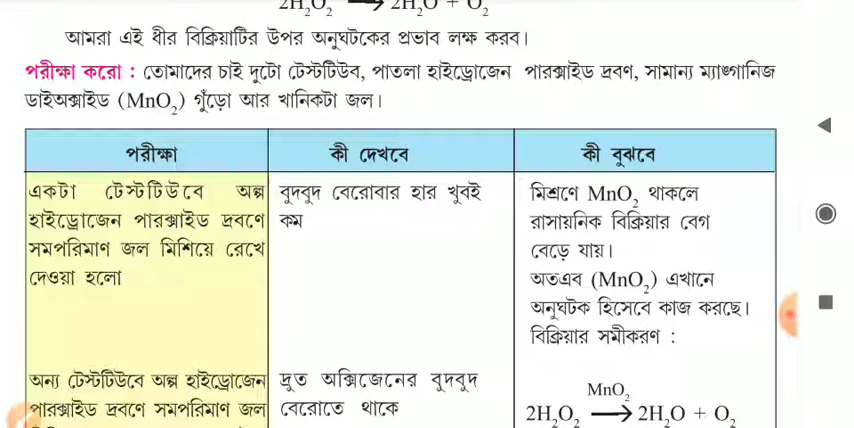 2H₂O₂ ⟶ 2H₂O + O₂
আমরা এই ধীর বিক্রিয়াটির উপর অনুঘটকের প্রভাব লক্ষ করব।
পরীক্ষা করো : তোমাদের চাই দুটো টেস্টটিউব, পাতলা হাইড্রোজেন পারক্সাইড দ্রবণ, সামান্য ম্যাঙ্গানিজ
ডাইঅক্সাইড (MnO₂) গুঁড়ো আর খানিকটা জল।
পরীক্ষা
কী দেখবে
কী বুঝবে
একটা টেস্টটিউবে অল্প
হাইড্রোজেন পারক্সাইড দ্রবণে
সমপরিমাণ জল মিশিয়ে রেখে
দেওয়া হলো
বুদবুদ বেরোবার হার খুবই
কম
মিশ্রণে MnO₂ থাকলে
রাসায়নিক বিক্রিয়ার বেগ
বেড়ে যায়।
অতএব (MnO₂) এখানে
অনুঘটক হিসেবে কাজ করছে।
বিক্রিয়ার সমীকরণ :
অন্য টেস্টটিউবে অল্প হাইড্রোজেন
পারক্সাইড দ্রবণে সমপরিমাণ জল
দ্রুত অক্সিজেনের বুদবুদ
বেরোতে থাকে
MnO₂
2H₂O₂ ⟶ 2H₂O + O₂